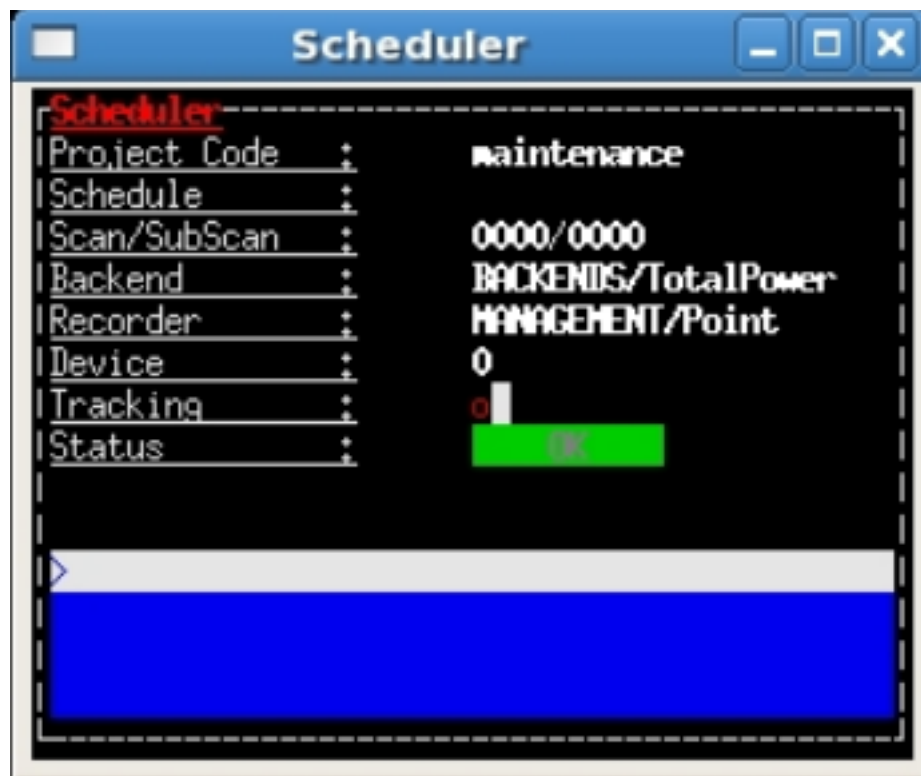 Scheduler
Scheduler
Project Code : maintenance
Schedule :
Scan/SubScan : 0000/0000
Backend : BACKENDS/TotalPower
Recorder : MANAGEMENT/Point
Device : 0
Tracking : o
Status : OK
>